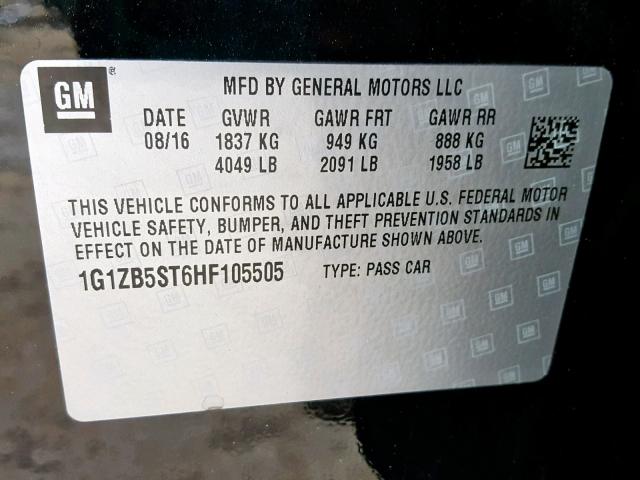 GM
MFD BY GENERAL MOTORS LLC
DATE GVWR GAWR FRT GAWR RR
08/16 1837 KG 949 KG 888 KG
4049 LB 2091 LB 1958 LB
THIS VEHICLE CONFORMS TO ALL APPLICABLE U.S. FEDERAL MOTOR
VEHICLE SAFETY, BUMPER, AND THEFT PREVENTION STANDARDS IN
EFFECT ON THE DATE OF MANUFACTURE SHOWN ABOVE.
1G1ZB5ST6HF105505 TYPE: PASS CAR